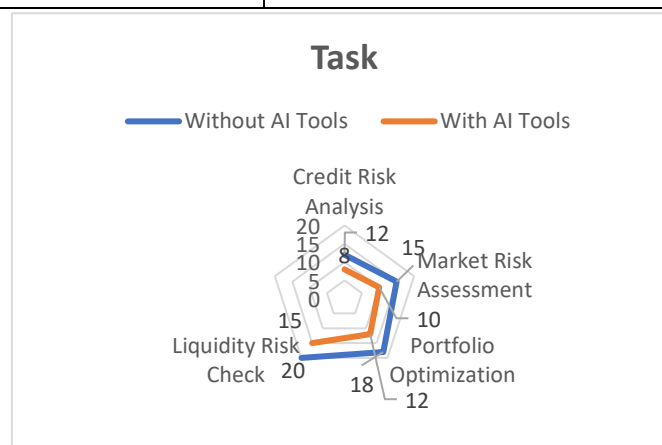 Task
Without AI Tools
With AI Tools
Credit Risk
Analysis
20
15
10
5
0
12
8
15
Market Risk
Assessment
10
Portfolio
Optimization
18
12
15
Liquidity Risk
Check
20